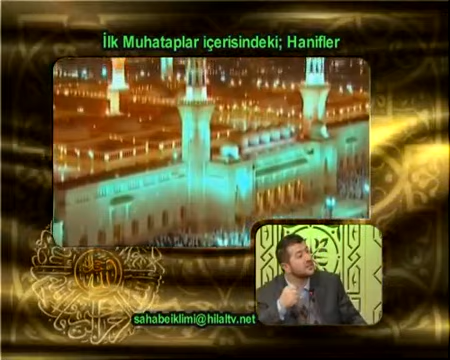 İlk Muhataplar içerisindeki; Hanifler
sahabeiklimi@hilaltv.net